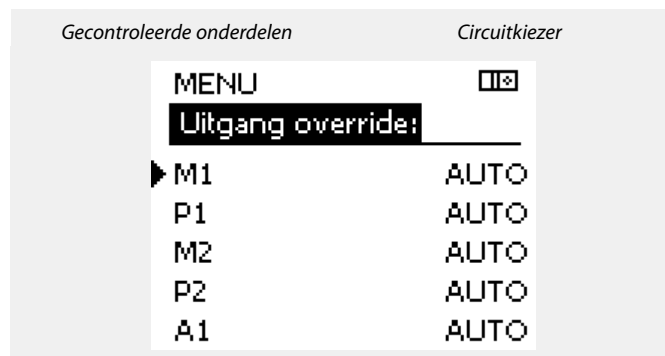 Gecontroleerde onderdelen Circuitkiezer
MENU
Uitgang override:
M1 AUTO
P1 AUTO
M2 AUTO
P2 AUTO
A1 AUTO